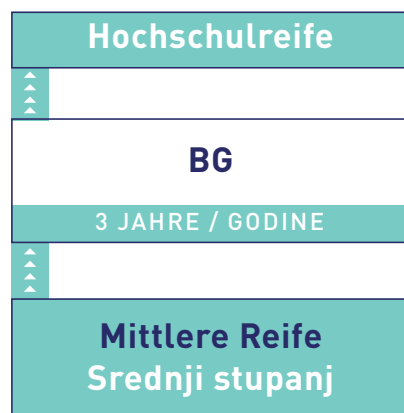 Hochschulreife
BG
3 JAHRE / GODINE
Mittlere Reife
Srednji stupanj